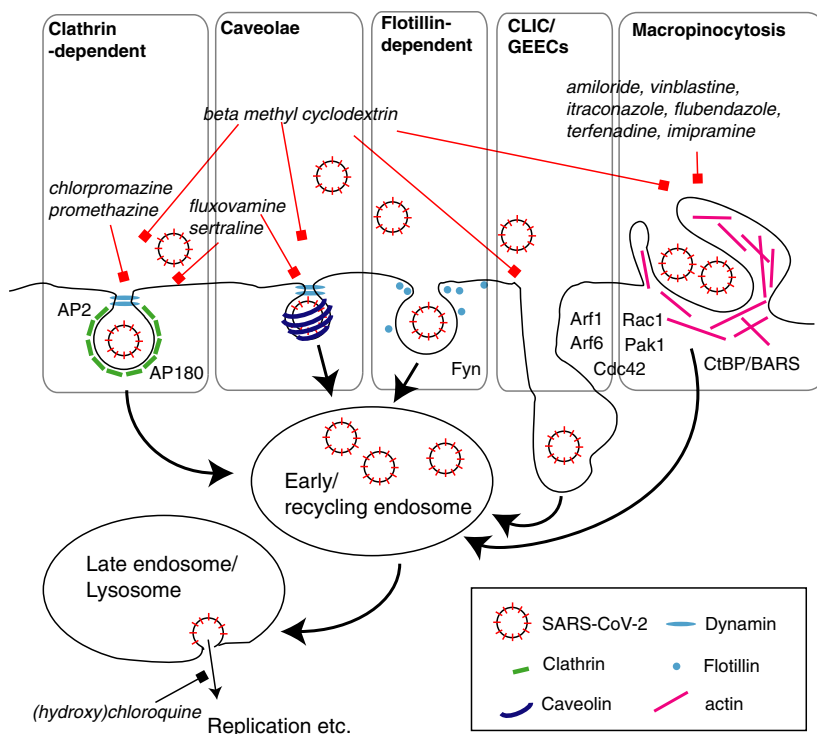 Clathrin
-dependent
Caveolae
Flotillin-
dependent
CLIC/
GEECs
Macropinocytosis
beta methyl cyclodextrin
amiloride, vinblastine,
itraconazole, flubendazole,
terfenadine, imipramine
chlorpromazine
promethazine
fluxovamine
sertraline
AP2
AP180
Fyn
Arf1
Arf6
Cdc42
Rac1
Pak1
CtBP/BARS
Early/
recycling endosome
Late endosome/
Lysosome
(hydroxy)chloroquine
Replication etc.
SARS-CoV-2
Dynamin
Clathrin
Flotillin
Caveolin
actin